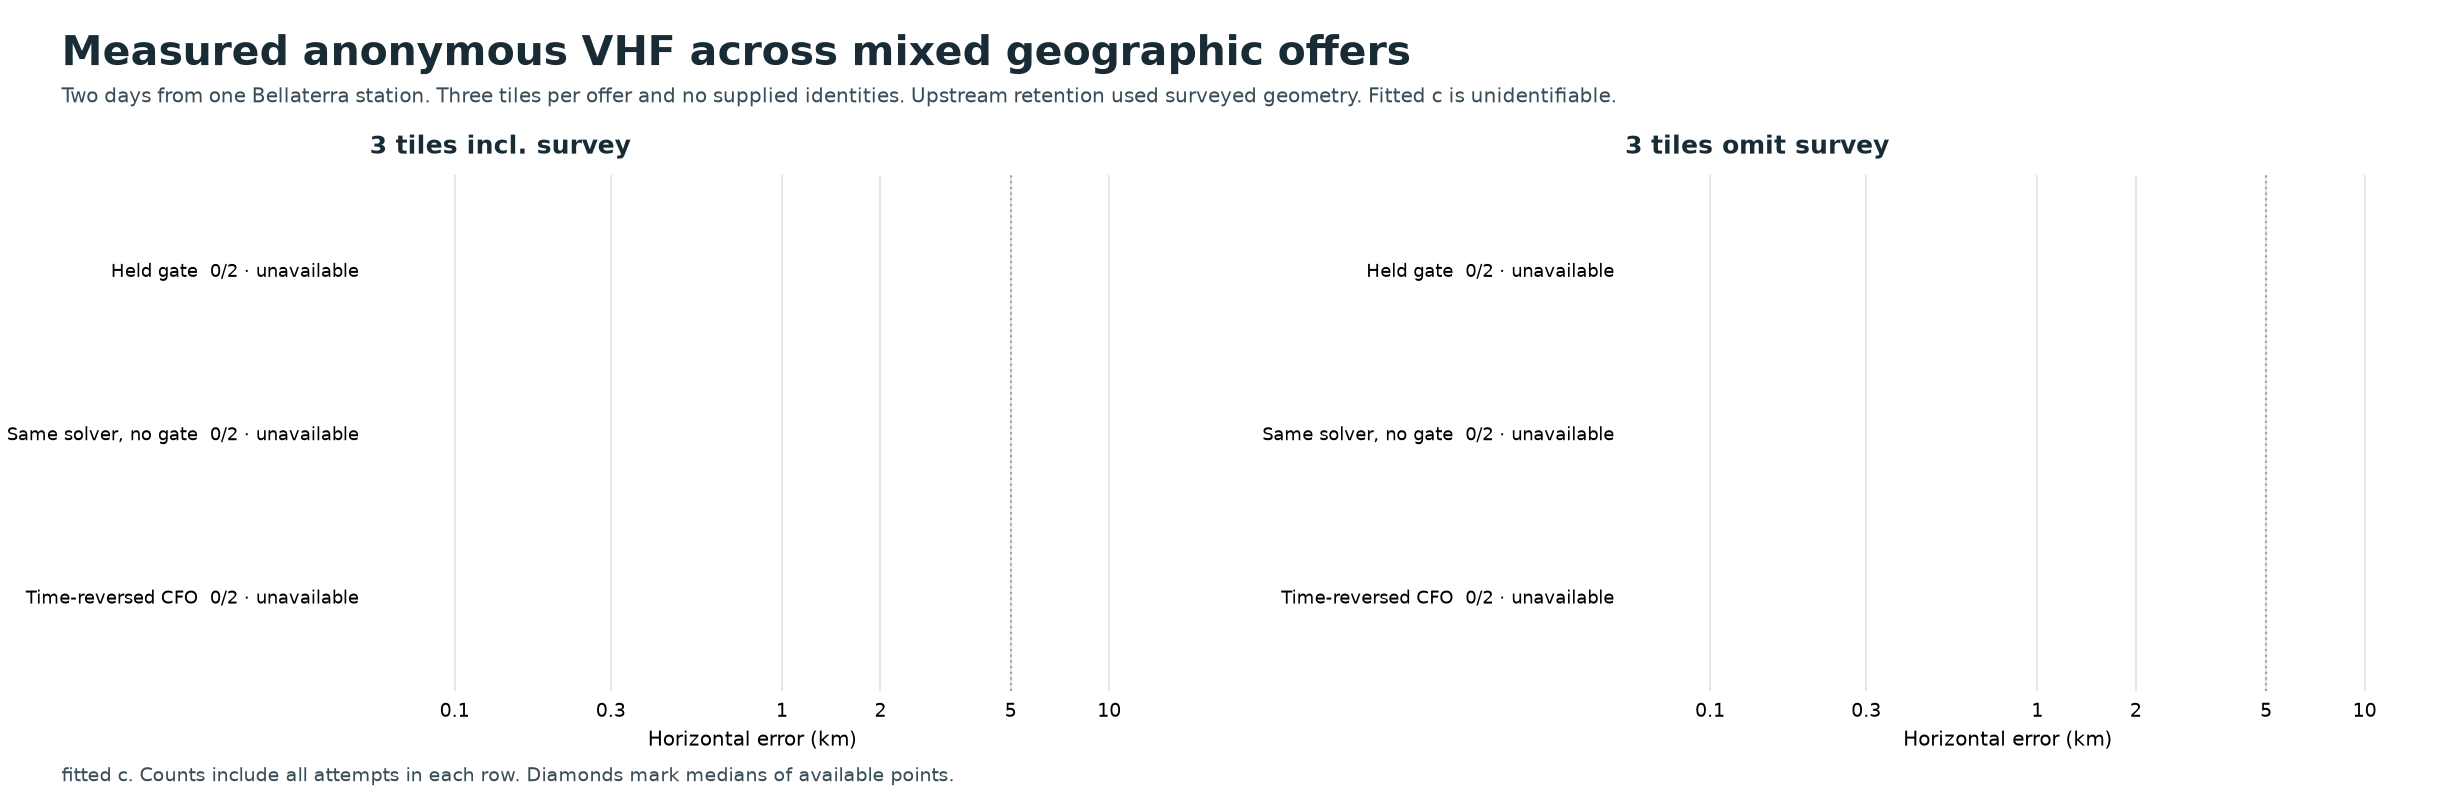 Measured anonymous VHF across mixed geographic offers
Two days from one Bellaterra station. Three tiles per offer and no supplied identities. Upstream retention used surveyed geometry. Fitted c is unidentifiable.
3 tiles incl. survey
Held gate 0/2 · unavailable
Same solver, no gate 0/2 · unavailable
Time-reversed CFO 0/2 · unavailable
0.1 0.3 1 2 5 10
Horizontal error (km)
3 tiles omit survey
Held gate 0/2 · unavailable
Same solver, no gate 0/2 · unavailable
Time-reversed CFO 0/2 · unavailable
0.1 0.3 1 2 5 10
Horizontal error (km)
fitted c. Counts include all attempts in each row. Diamonds mark medians of available points.